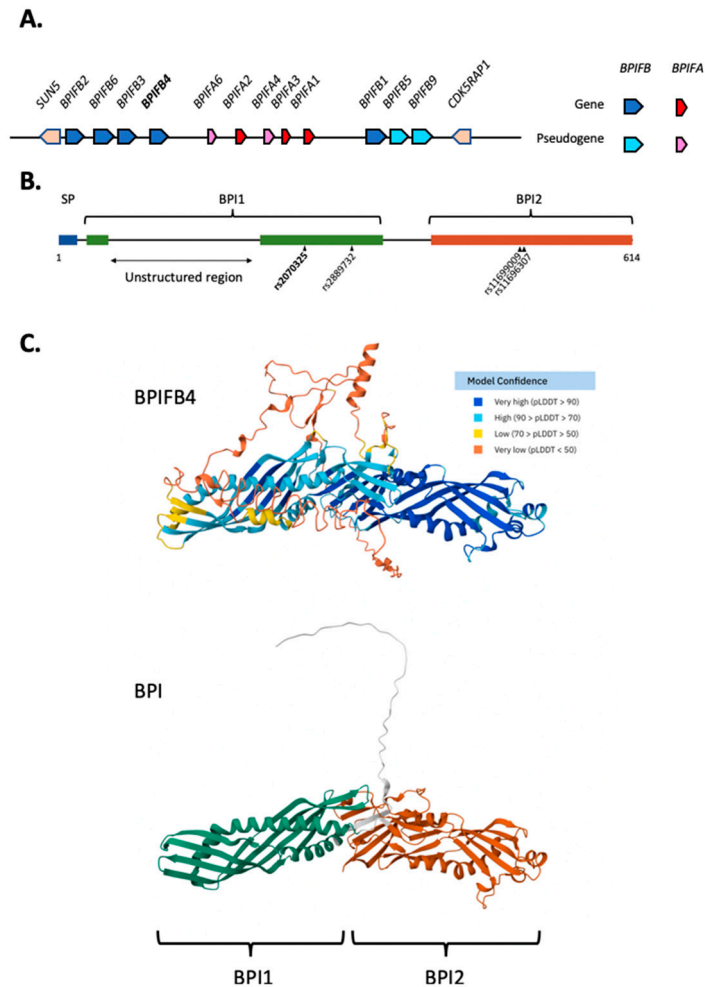 A.
SUN5 BPIFB2 BPIFB6 BPIFB3 BPIFB4 BPIFA6 BPIFA2 BPIFA4 BPIFA3 BPIFA1 BPIFB1 BPIFB5 BPIFB9 CDK5RAP1
BPIFB BPIFA
Gene
Pseudogene
B.
SP BPI1 BPI2
1 614
Unstructured region
rs2070325 rs2889732 rs11699009 rs11696307
C.
BPIFB4
Model Confidence
Very high (pLDDT > 90)
High (90 > pLDDT > 70)
Low (70 > pLDDT > 50)
Very low (pLDDT < 50)
BPI
BPI1 BPI2